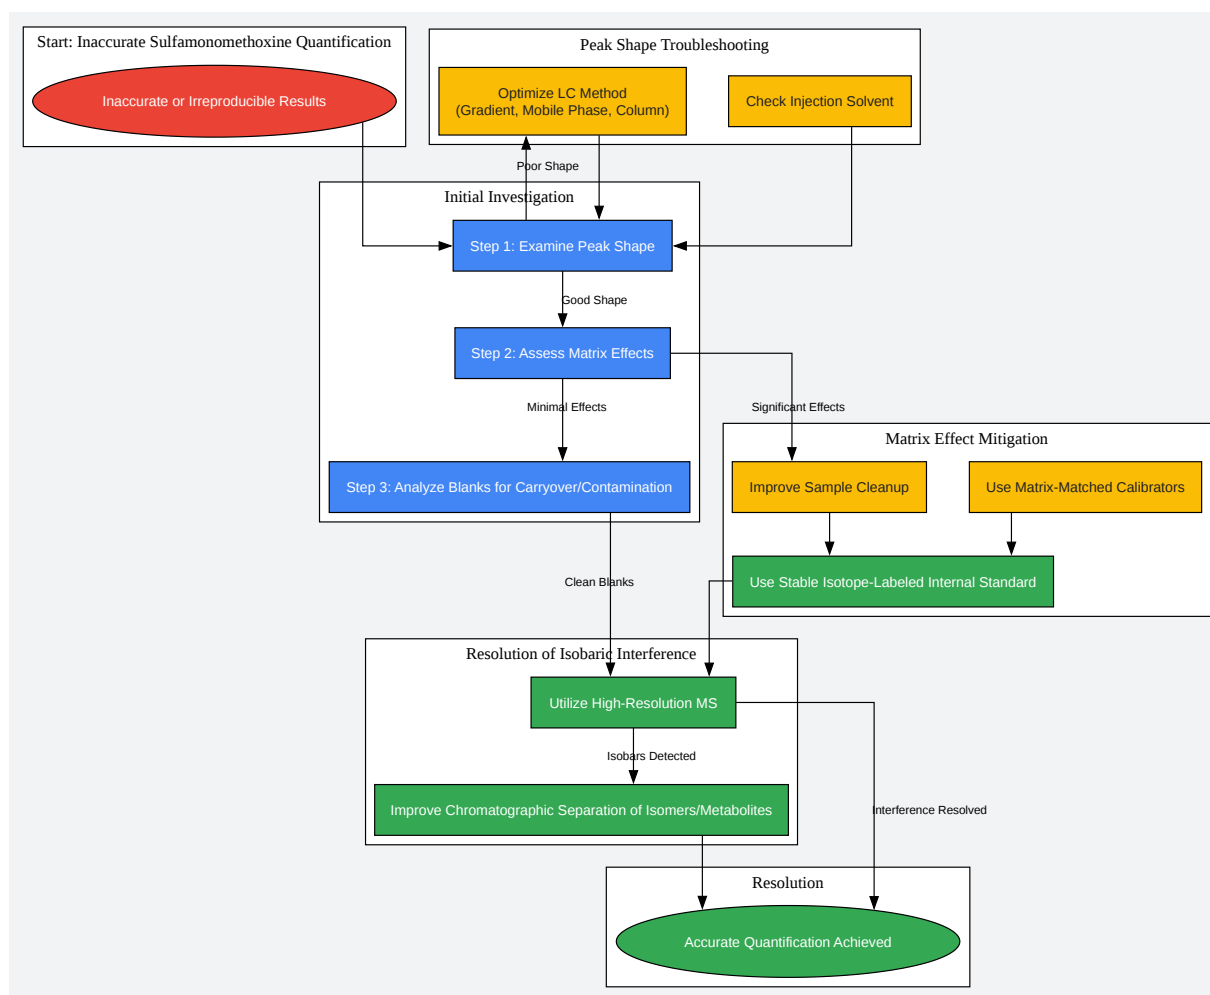 Start: Inaccurate Sulfamonomethoxine Quantification
Inaccurate or Irreproducible Results
Peak Shape Troubleshooting
Optimize LC Method
(Gradient, Mobile Phase, Column)
Check Injection Solvent
Poor Shape
Initial Investigation
Step 1: Examine Peak Shape
Good Shape
Step 2: Assess Matrix Effects
Minimal Effects
Significant Effects
Step 3: Analyze Blanks for Carryover/Contamination
Matrix Effect Mitigation
Improve Sample Cleanup
Use Matrix-Matched Calibrators
Use Stable Isotope-Labeled Internal Standard
Clean Blanks
Resolution of Isobaric Interference
Utilize High-Resolution MS
Isobars Detected
Improve Chromatographic Separation of Isomers/Metabolites
Interference Resolved
Resolution
Accurate Quantification Achieved